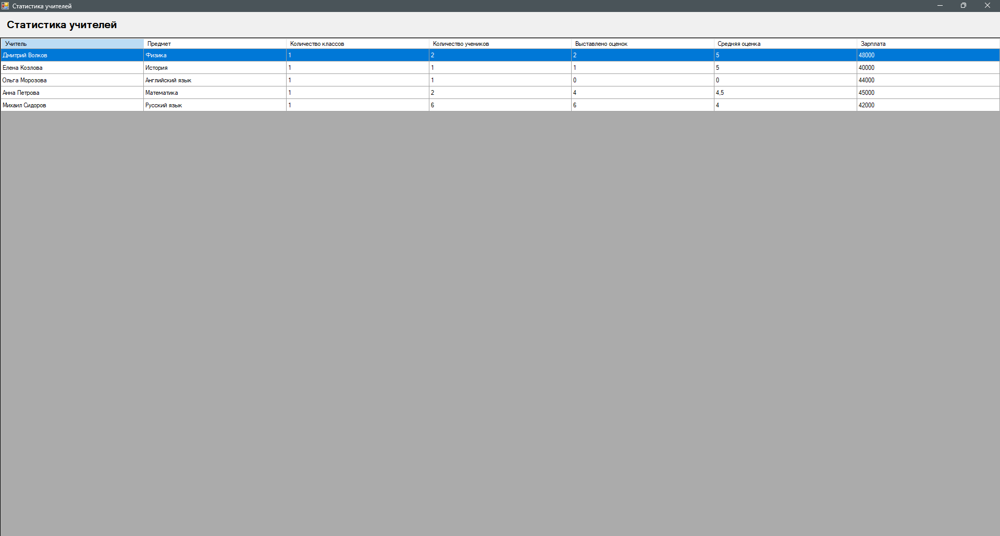 Статистика учителей
Статистика учителей
Учитель Предмет Количество классов Количество учеников Выставлено оценок Средняя оценка Зарплата
Дмитрий Волков Физика 1 2 2 5 48000
Елена Козлова История 1 1 1 5 40000
Ольга Морозова Английский язык 1 1 0 0 44000
Анна Петрова Математика 1 2 4 4,5 45000
Михаил Сидоров Русский язык 1 6 6 4 42000